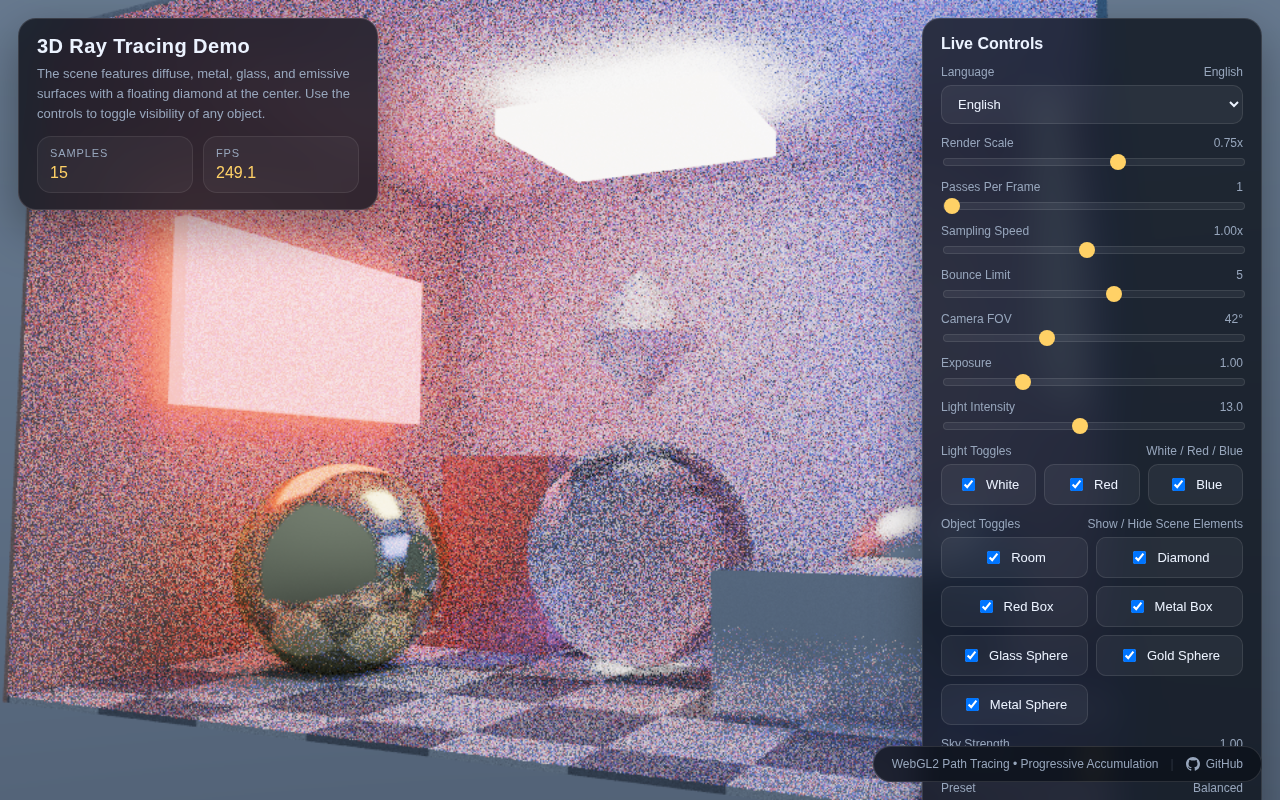 3D Ray Tracing Demo
The scene features diffuse, metal, glass, and emissive
surfaces with a floating diamond at the center. Use the
controls to toggle visibility of any object.
SAMPLES
15
FPS
249.1
Live Controls
Language English
English
Render Scale 0.75x
Passes Per Frame 1
Sampling Speed 1.00x
Bounce Limit 5
Camera FOV 42°
Exposure 1.00
Light Intensity 13.0
Light Toggles White / Red / Blue
White Red Blue
Object Toggles Show / Hide Scene Elements
Room Diamond
Red Box Metal Box
Glass Sphere Gold Sphere
Metal Sphere
Sky Strength 1.00
WebGL2 Path Tracing • Progressive Accumulation | GitHub
Preset Balanced